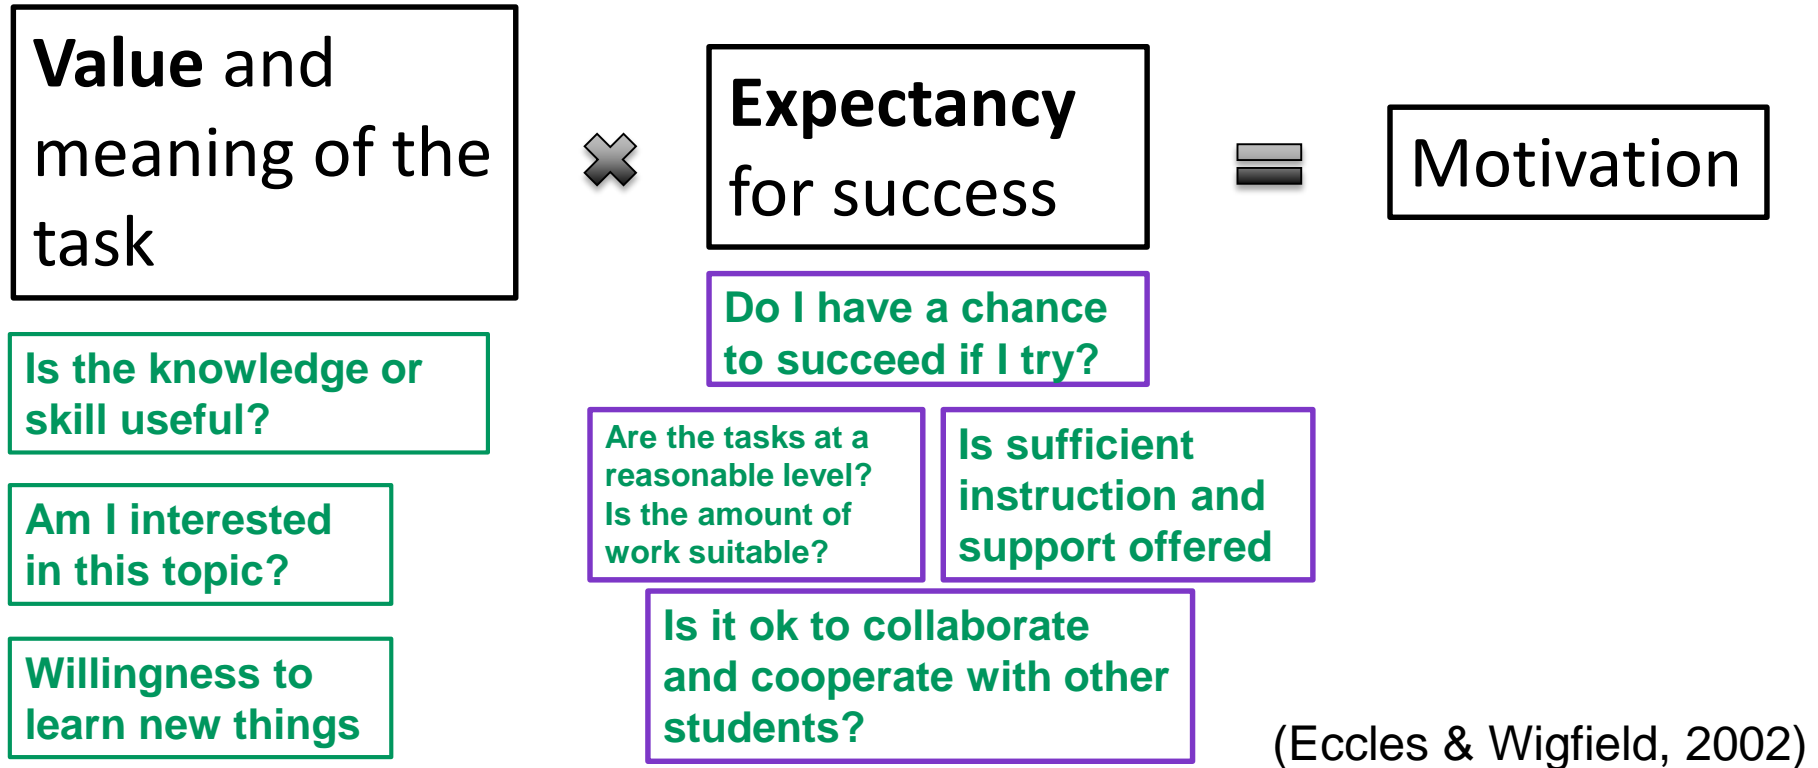 Value and
meaning of the
task
Expectancy
for success
Motivation
Is the knowledge or
skill useful?
Am I interested
in this topic?
Willingness to
learn new things
Do I have a chance
to succeed if I try?
Are the tasks at a
reasonable level?
Is the amount of
work suitable?
Is sufficient
instruction and
support offered
Is it ok to collaborate
and cooperate with other
students?
(Eccles & Wigfield, 2002)